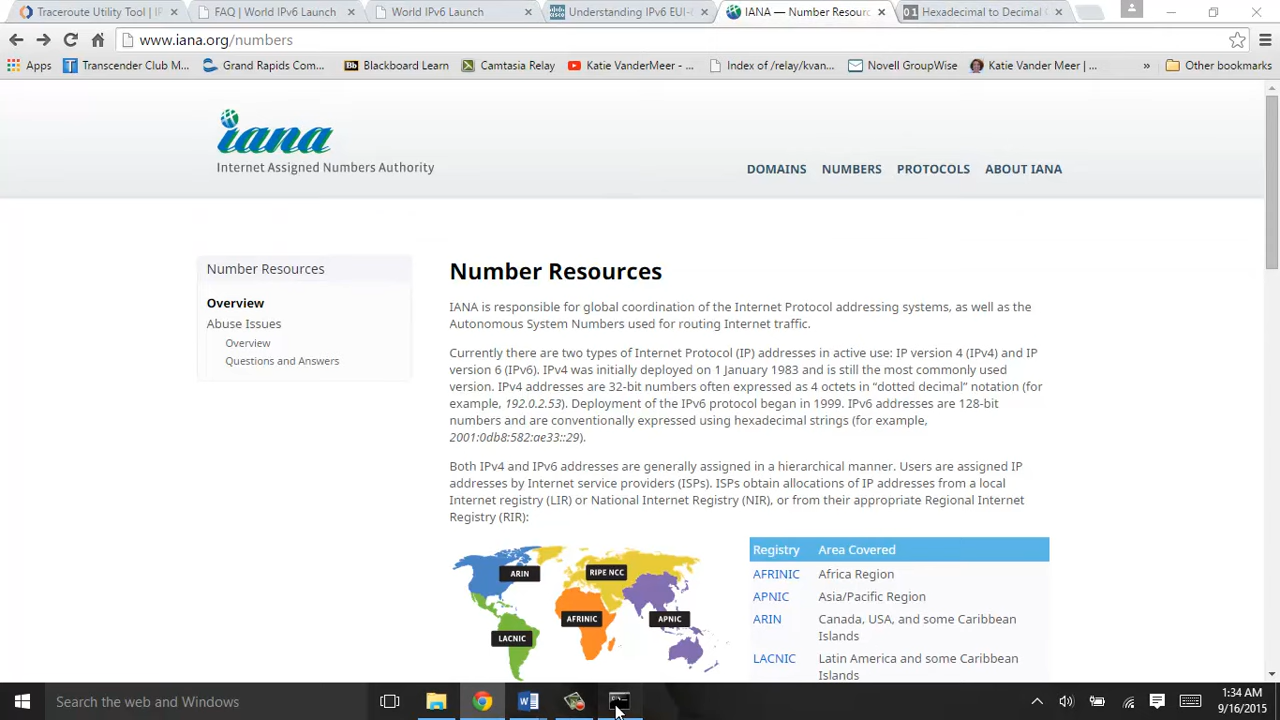 Traceroute Utility Tool | IP
FAQ | World IPv6 Launch
World IPv6 Launch
Understanding IPv6 EUI-
IANA — Number Resourc
01 Hexadecimal to Decimal
www.iana.org/numbers
Apps
Transcender Club M...
Grand Rapids Com...
Bb Blackboard Learn
Camtasia Relay
Katie VanderMeer - ...
Index of /relay/kvan...
Novell GroupWise
Katie Vander Meer | ...
»
Other bookmarks
iana
Internet Assigned Numbers Authority
DOMAINS NUMBERS PROTOCOLS ABOUT IANA
Number Resources
Overview
Abuse Issues
Overview
Questions and Answers
Number Resources
IANA is responsible for global coordination of the Internet Protocol addressing systems, as well as the
Autonomous System Numbers used for routing Internet traffic.
Currently there are two types of Internet Protocol (IP) addresses in active use: IP version 4 (IPv4) and IP
version 6 (IPv6). IPv4 was initially deployed on 1 January 1983 and is still the most commonly used
version. IPv4 addresses are 32-bit numbers often expressed as 4 octets in “dotted decimal” notation (for
example, 192.0.2.53). Deployment of the IPv6 protocol began in 1999. IPv6 addresses are 128-bit
numbers and are conventionally expressed using hexadecimal strings (for example,
2001:0db8:582:ae33::29).
Both IPv4 and IPv6 addresses are generally assigned in a hierarchical manner. Users are assigned IP
addresses by Internet service providers (ISPs). ISPs obtain allocations of IP addresses from a local
Internet registry (LIR) or National Internet Registry (NIR), or from their appropriate Regional Internet
Registry (RIR):
ARIN
RIPE NCC
AFRINIC
APNIC
LACNIC
Registry Area Covered
AFRINIC Africa Region
APNIC Asia/Pacific Region
ARIN Canada, USA, and some Caribbean
Islands
LACNIC Latin America and some Caribbean
Islands
Search the web and Windows
1:34 AM
9/16/2015